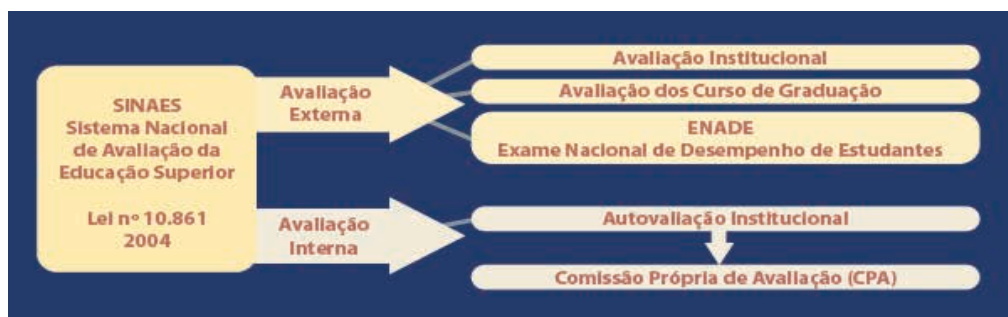 SINAES
Sistema Nacional
de Avaliação da
Educação Superior
Lei nº 10.861
2004
Avaliação
Externa
Avaliação Institucional
Avaliação dos Curso de Graduação
ENADE
Exame Nacional de Desempenho de Estudantes
Avaliação
Interna
Autovaliação Institucional
Comissão Própria de Avaliação (CPA)